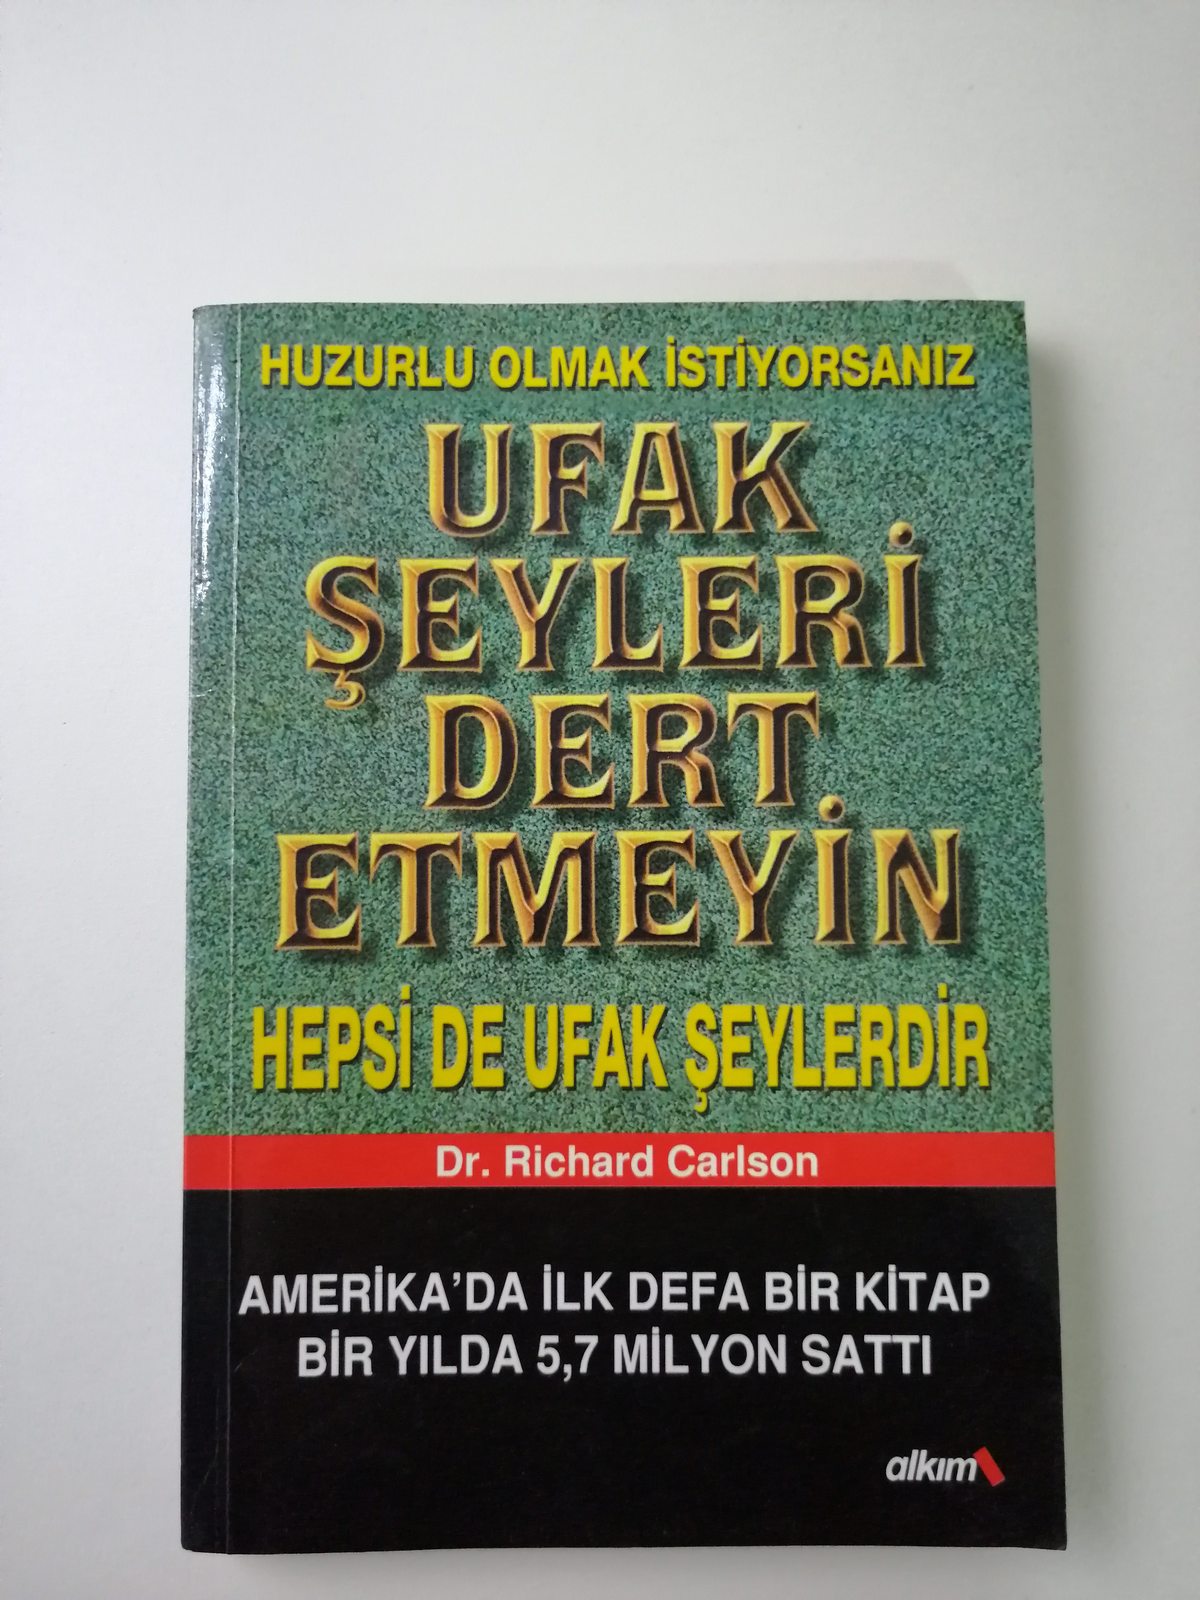 HUZURLU OLMAK İSTİYORSANIZ
UFAK
ŞEYLERİ
DERT
ETMEYİN
HEPSİ DE UFAK ŞEYLERDİR
Dr. Richard Carlson
AMERİKA'DA İLK DEFA BİR KİTAP
BİR YILDA 5,7 MİLYON SATTI
alkım